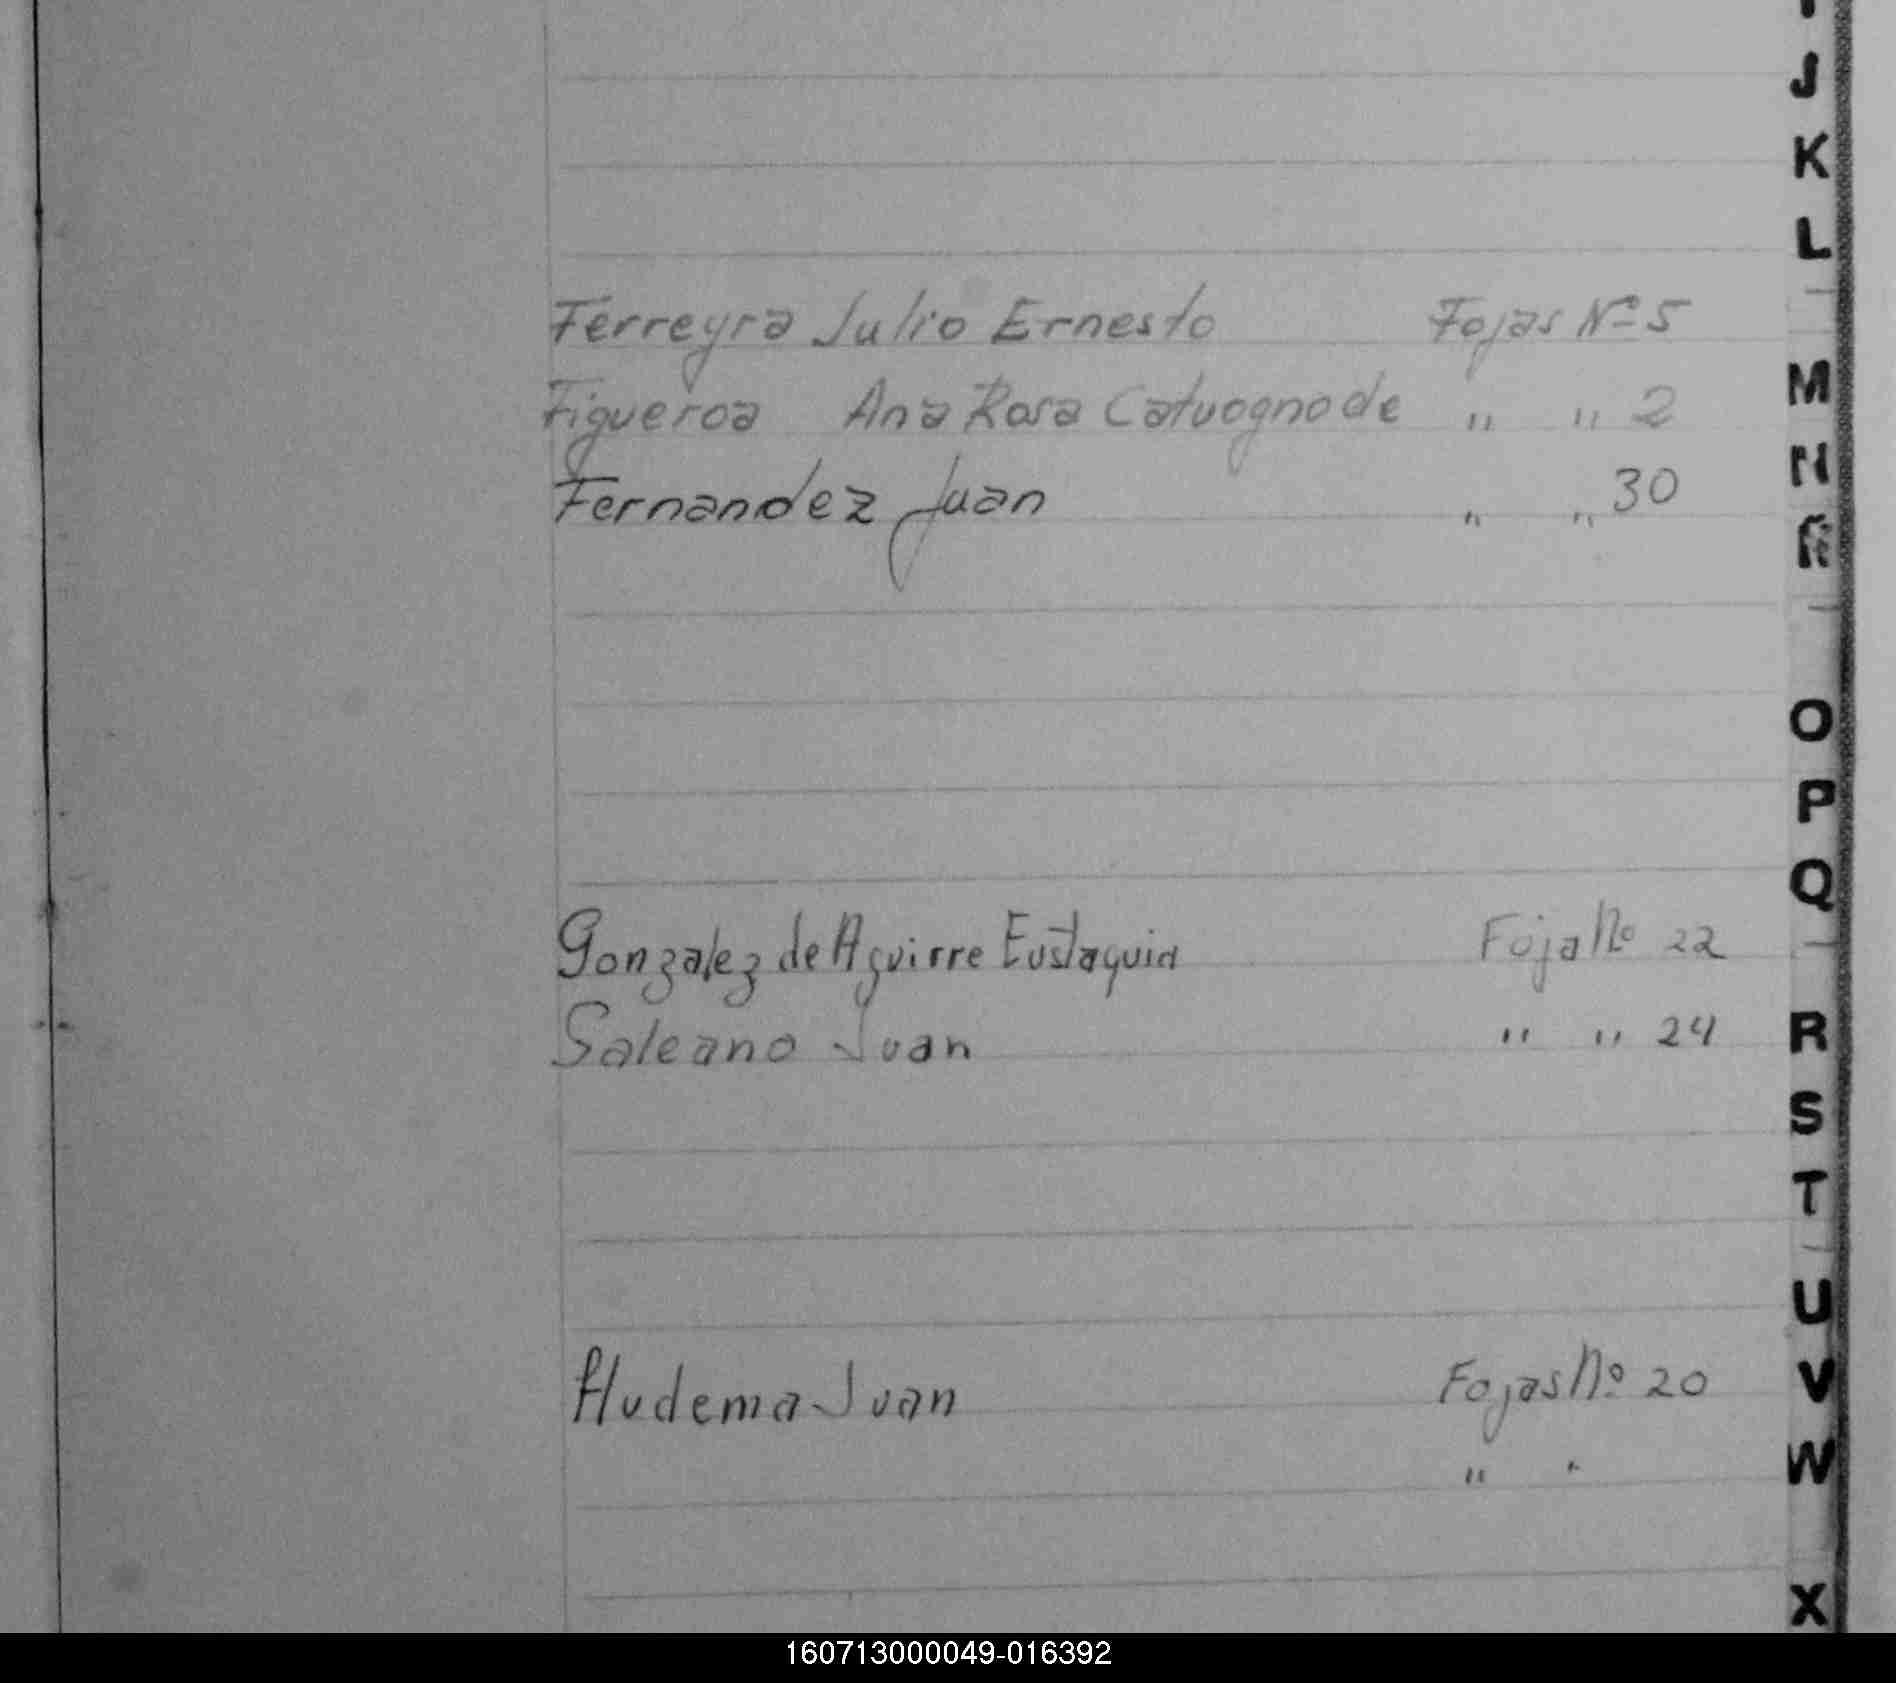 J
K
L
Ferreyra Julio Ernesto Fojas Nº 5
Figueroa Ana Rosa Catuogno de " " 2
M
N
Fernandez Juan " " 30
Ñ
O
P
Q
Gonzalez de Aguirre Eustaquia Foja Nº 22
Galeano Juan " " 24
R
S
T
U
Hudema Juan Fojas Nº 20
V
" "
W
X
160713000049-016392